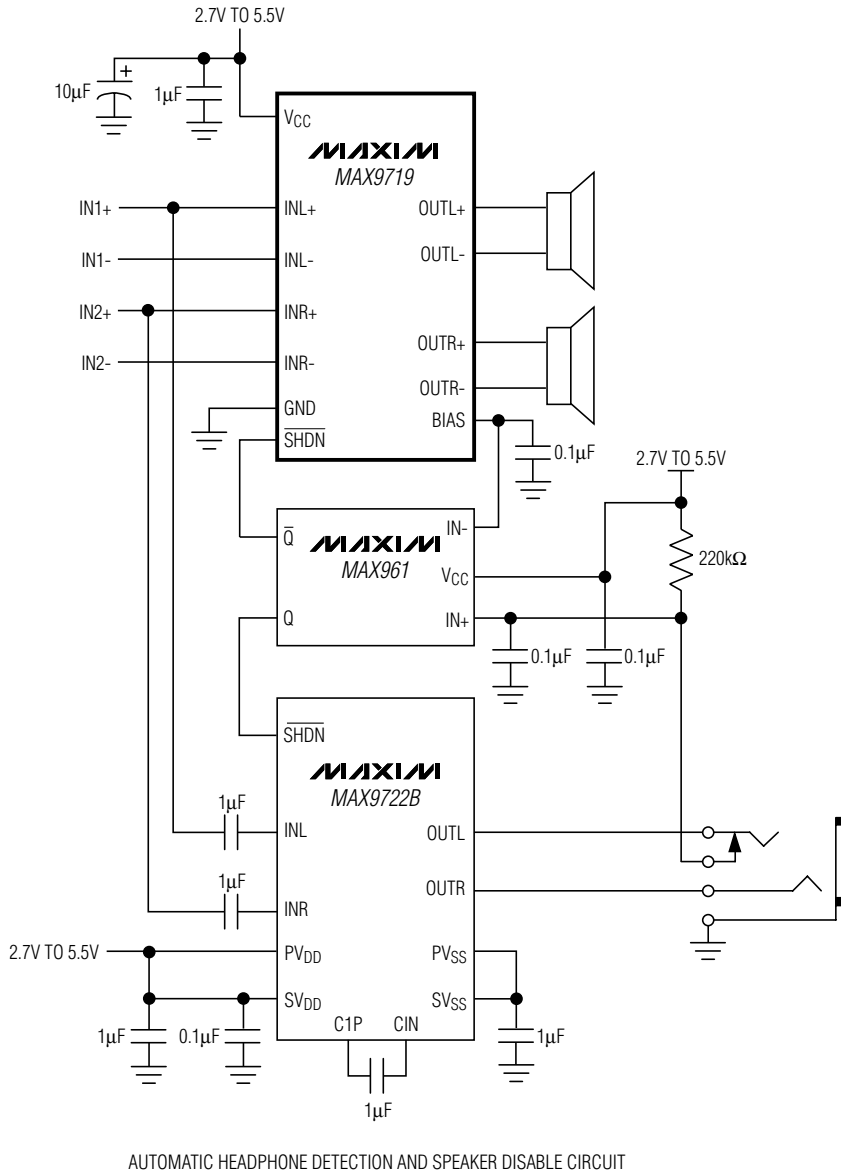 2.7V TO 5.5V
10µF
+
1µF
VCC
MAXIM
MAX9719
IN1+
INL+
OUTL+
IN1-
INL-
OUTL-
IN2+
INR+
OUTR+
IN2-
INR-
OUTR-
GND
BIAS
SHDN
0.1µF
2.7V TO 5.5V
Q̅
MAXIM
MAX961
IN-
VCC
220kΩ
Q
IN+
0.1µF
0.1µF
SHDN
MAXIM
MAX9722B
1µF
INL
OUTL
1µF
INR
OUTR
2.7V TO 5.5V
PVDD
PVSS
SVDD
SVSS
1µF
0.1µF
C1P
CIN
1µF
1µF
AUTOMATIC HEADPHONE DETECTION AND SPEAKER DISABLE CIRCUIT